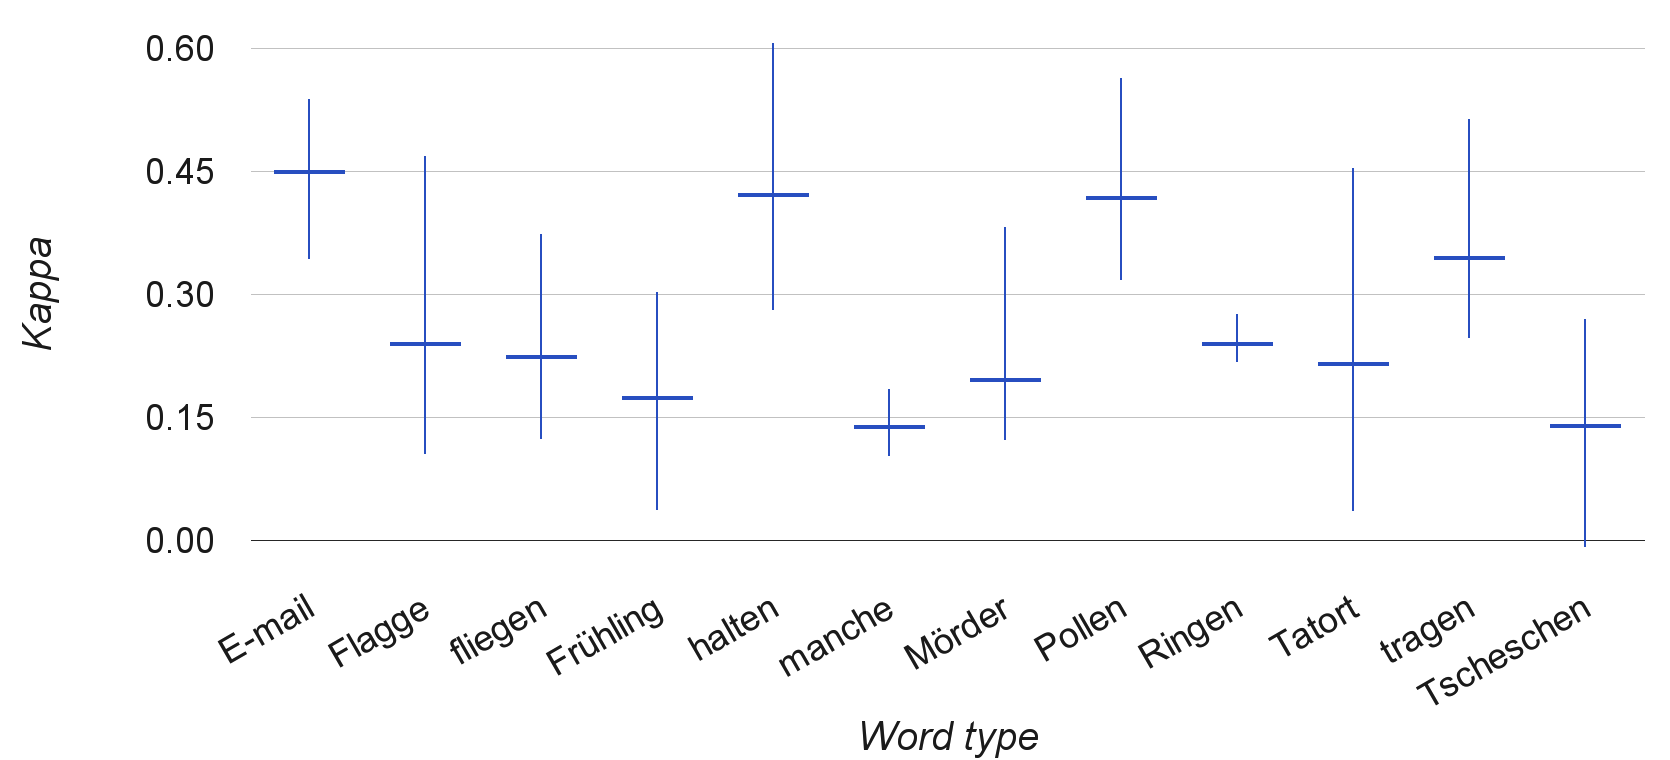 0.60
0.45
0.30
0.15
0.00
Kappa
E-mail
Flagge
fliegen
Frühling
halten
manche
Mörder
Pollen
Ringen
Tatort
tragen
Tscheschen
Word type